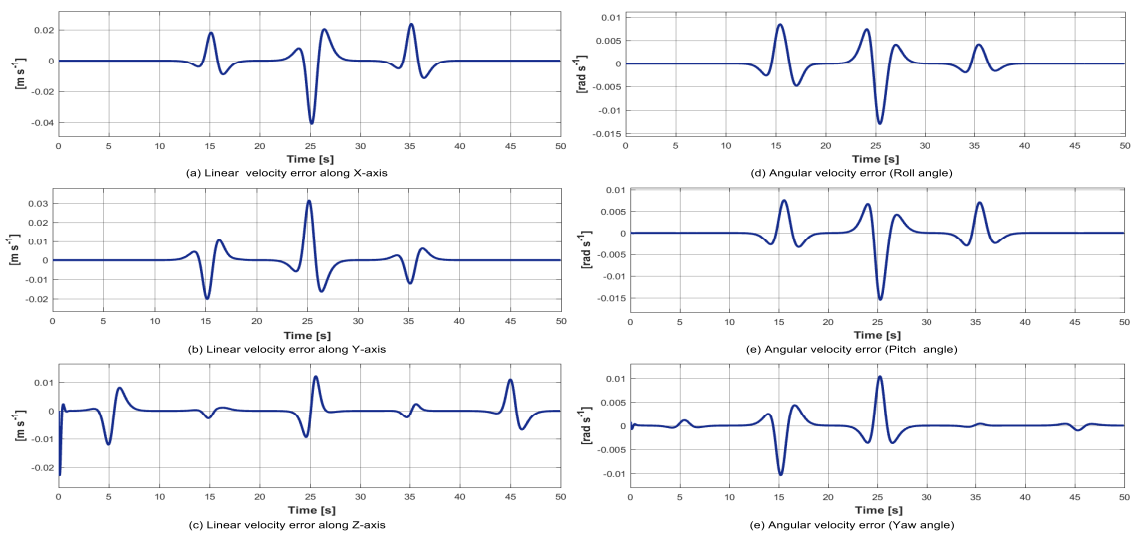 0.02
0
-0.02
-0.04
[m s⁻¹]
0 5 10 15 20 25 30 35 40 45 50
Time [s]
(a) Linear velocity error along X-axis
0.03
0.01
0
-0.01
-0.02
[m s⁻¹]
0 5 10 15 20 25 30 35 40 45 50
Time [s]
(b) Linear velocity error along Y-axis
0.01
0
-0.01
-0.02
[m s⁻¹]
0 5 10 15 20 25 30 35 40 45 50
Time [s]
(c) Linear velocity error along Z-axis
0.01
0.005
0
-0.005
-0.01
-0.015
[rad s⁻¹]
0 5 10 15 20 25 30 35 40 45 50
Time [s]
(d) Angular velocity error (Roll angle)
0.01
0.005
0
-0.005
-0.01
-0.015
[rad s⁻¹]
0 5 10 15 20 25 30 35 40 45 50
Time [s]
(e) Angular velocity error (Pitch angle)
0.01
0.005
0
-0.005
-0.01
[rad s⁻¹]
0 5 10 15 20 25 30 35 40 45 50
Time [s]
(e) Angular velocity error (Yaw angle)